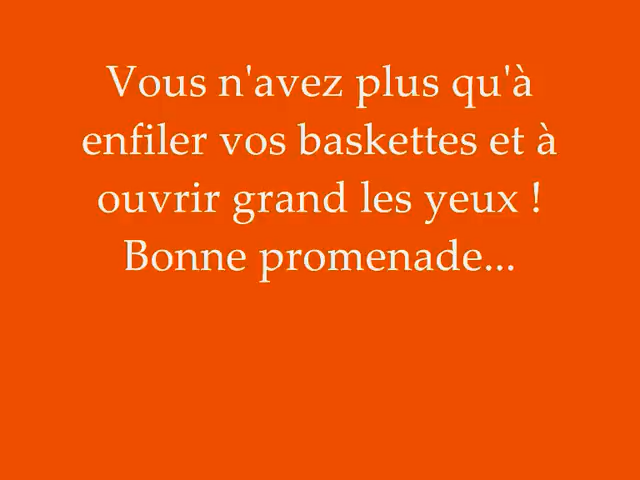 Vous n'avez plus qu'à
enfiler vos baskettes et à
ouvrir grand les yeux !
Bonne promenade...